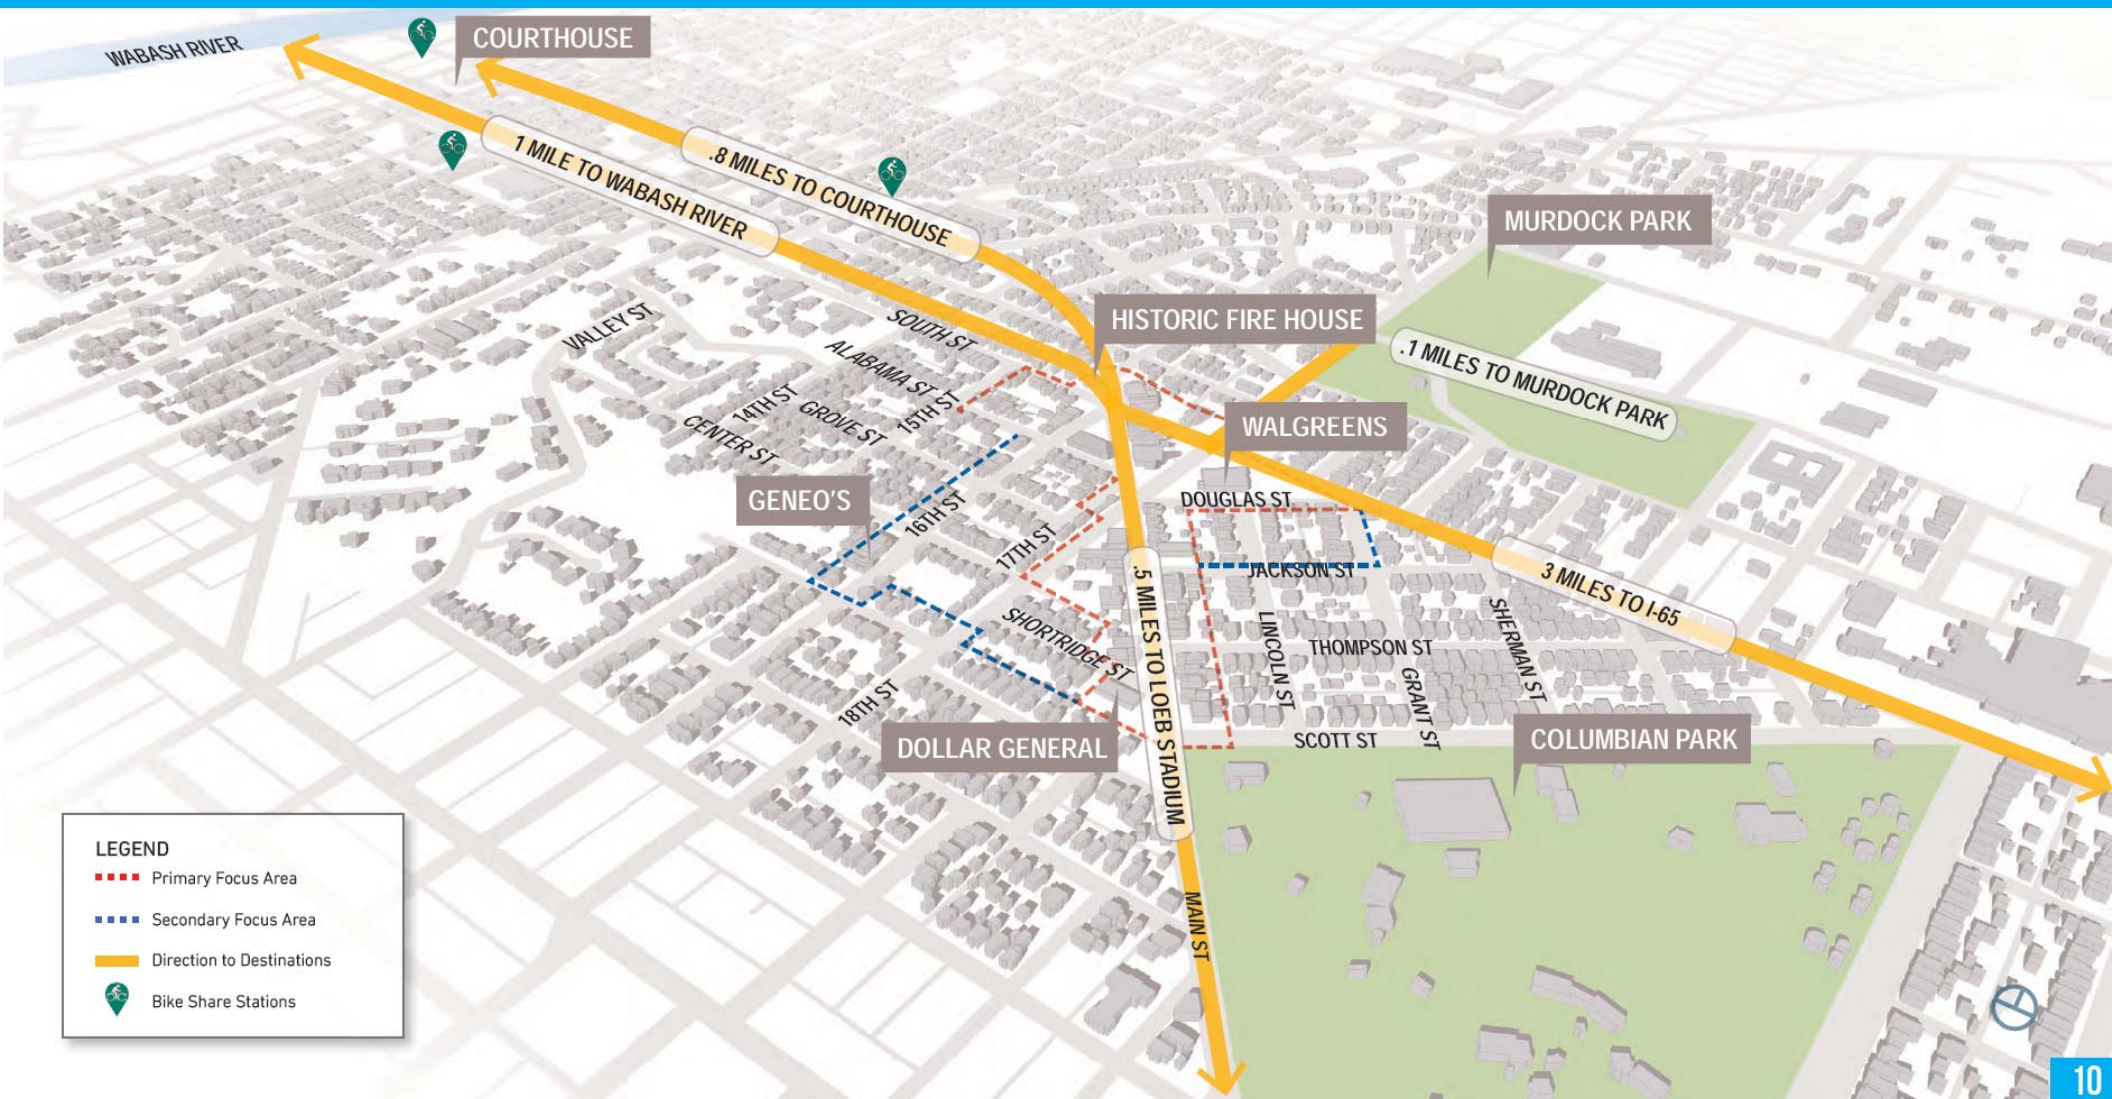 WABASH RIVER
COURTHOUSE
1 MILE TO WABASH RIVER
.8 MILES TO COURTHOUSE
MURDOCK PARK
HISTORIC FIRE HOUSE
.1 MILES TO MURDOCK PARK
VALLEY ST
SOUTH ST
ALABAMA ST
14TH ST
GROVE ST
15TH ST
CENTER ST
WALGREENS
GENEO'S
16TH ST
17TH ST
DOUGLAS ST
JACKSON ST
3 MILES TO I-65
.5 MILES TO LOEB STADIUM
SHORTRIDGE ST
LINCOLN ST
THOMPSON ST
GRANT ST
SHERMAN ST
18TH ST
DOLLAR GENERAL
SCOTT ST
COLUMBIAN PARK
MAIN ST
LEGEND
Primary Focus Area
Secondary Focus Area
Direction to Destinations
Bike Share Stations
10